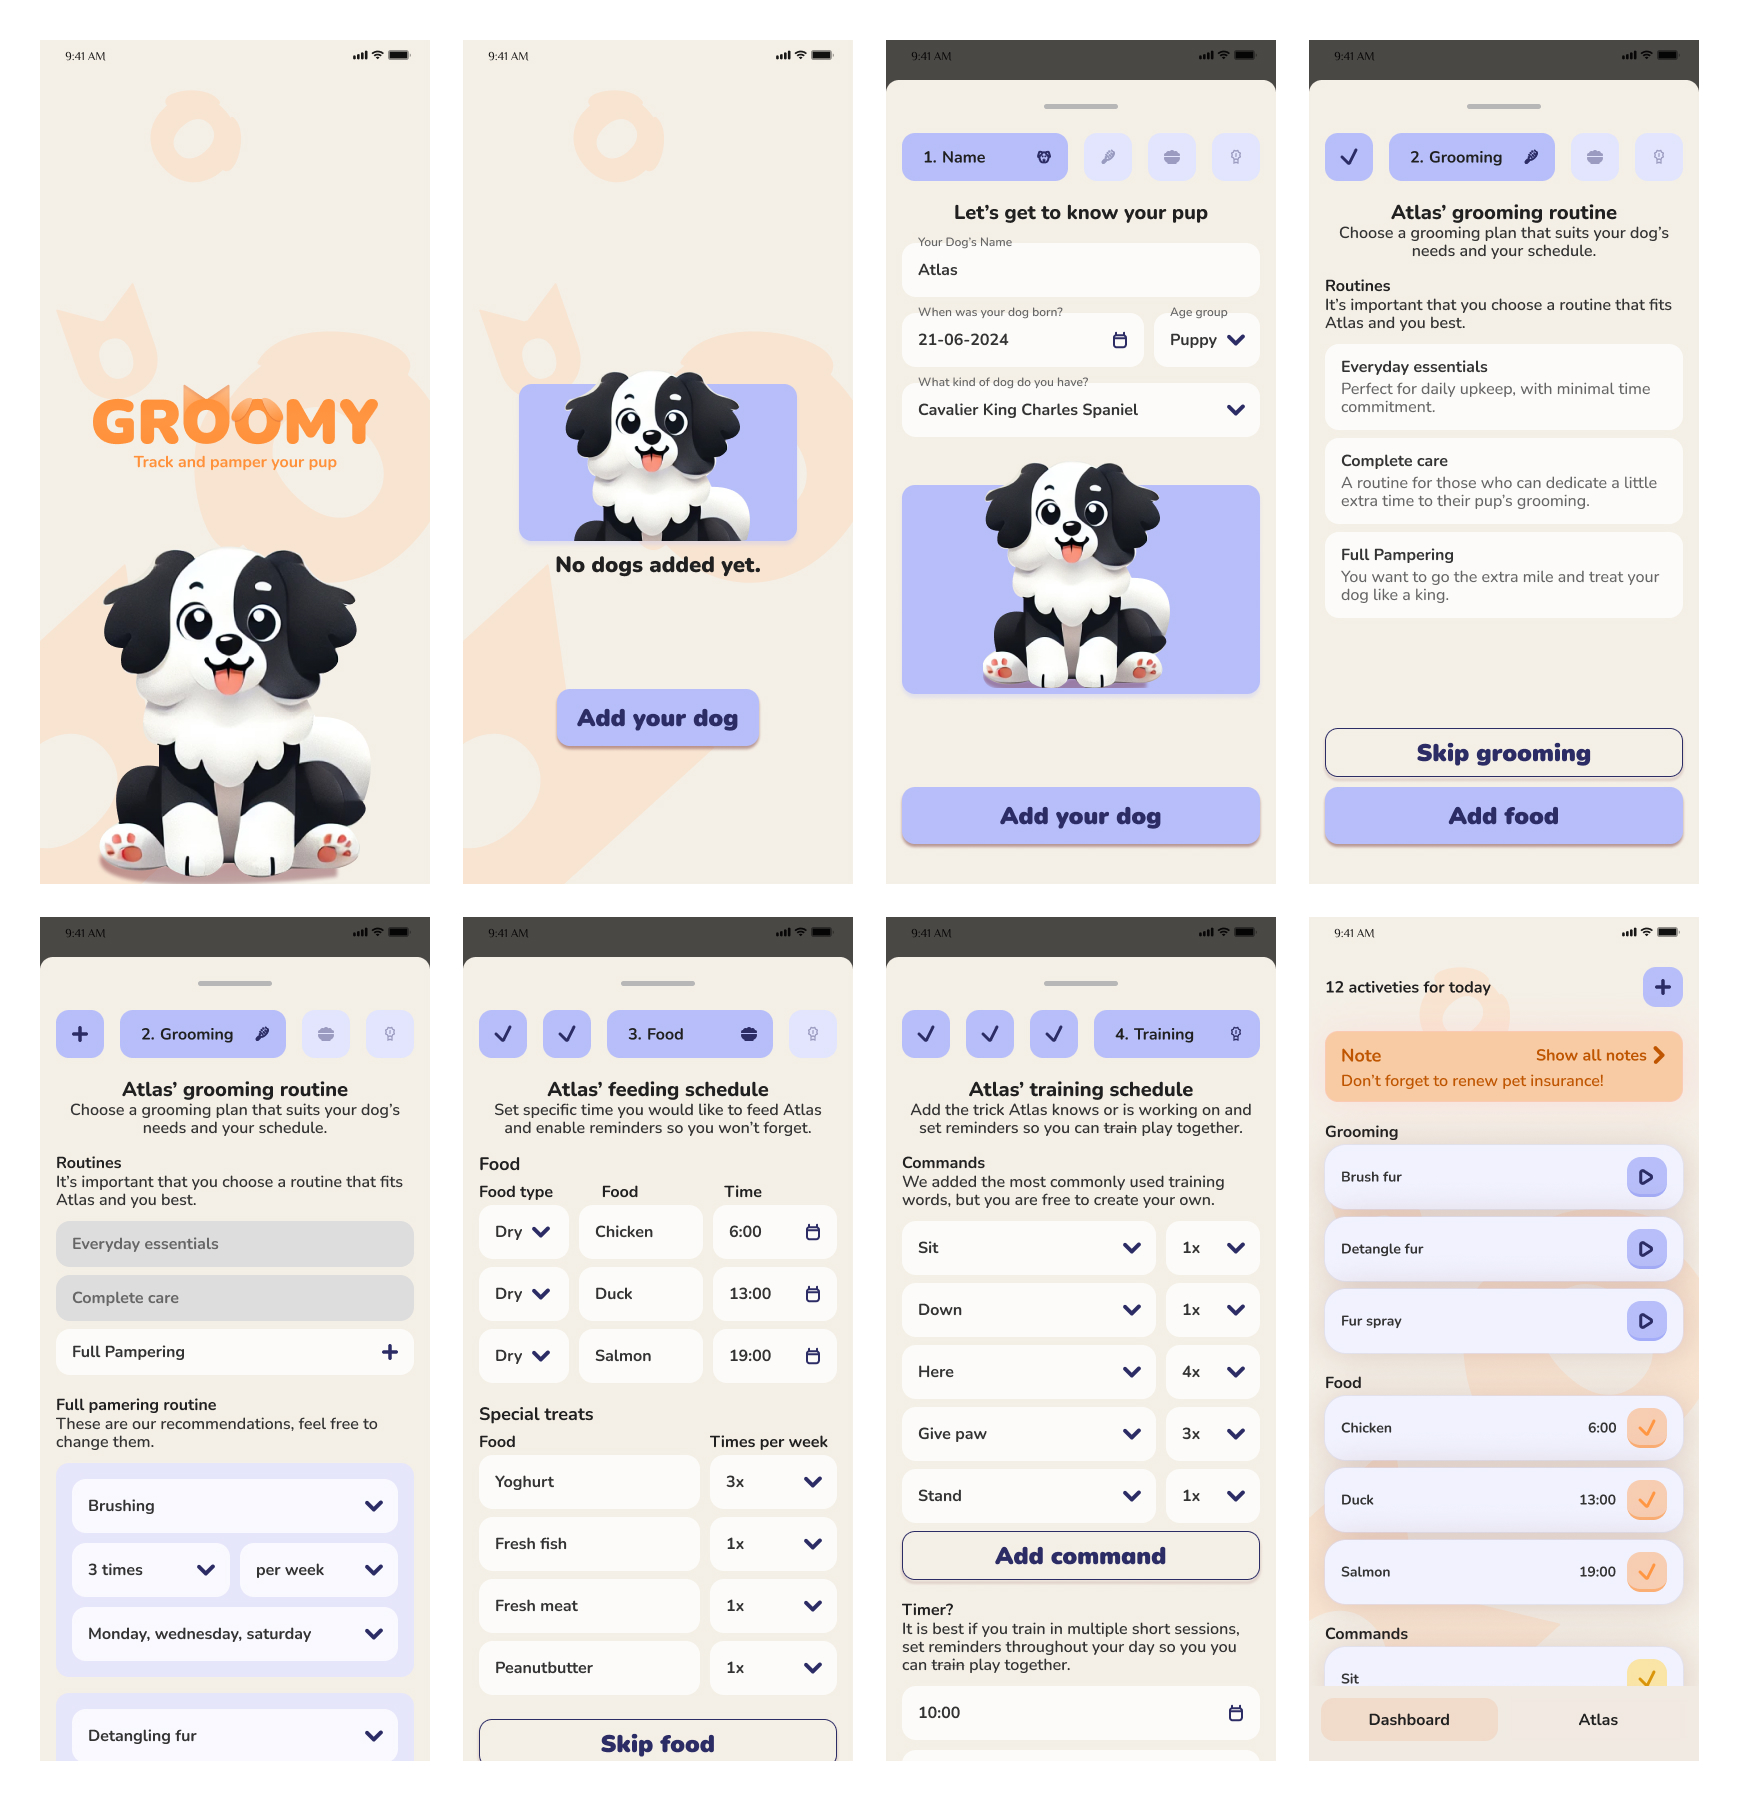 9:41 AM
GROOMY
Track and pamper your pup
9:41 AM
No dogs added yet.
Add your dog
9:41 AM
1. Name
Let's get to know your pup
Your Dog's Name
Atlas
When was your dog born?
Age group
21-06-2024
Puppy
What kind of dog do you have?
Cavalier King Charles Spaniel
Add your dog
9:41 AM
2. Grooming
Atlas' grooming routine
Choose a grooming plan that suits your dog's
needs and your schedule.
Routines
It's important that you choose a routine that fits
Atlas and you best.
Everyday essentials
Perfect for daily upkeep, with minimal time
commitment.
Complete care
A routine for those who can dedicate a little
extra time to their pup's grooming.
Full Pampering
You want to go the extra mile and treat your
dog like a king.
Skip grooming
Add food
9:41 AM
2. Grooming
Atlas' grooming routine
Choose a grooming plan that suits your dog's
needs and your schedule.
Routines
It's important that you choose a routine that fits
Atlas and you best.
Everyday essentials
Complete care
Full Pampering
Full pamering routine
These are our recommendations, feel free to
change them.
Brushing
3 times
per week
Monday, wednesday, saturday
Detangling fur
9:41 AM
3. Food
Atlas' feeding schedule
Set specific time you would like to feed Atlas
and enable reminders so you won't forget.
Food
Food type Food Time
Dry Chicken 6:00
Dry Duck 13:00
Dry Salmon 19:00
Special treats
Food Times per week
Yoghurt 3x
Fresh fish 1x
Fresh meat 1x
Peanutbutter 1x
Skip food
9:41 AM
4. Training
Atlas' training schedule
Add the trick Atlas knows or is working on and
set reminders so you can train play together.
Commands
We added the most commonly used training
words, but you are free to create your own.
Sit 1x
Down 1x
Here 4x
Give paw 3x
Stand 1x
Add command
Timer?
It is best if you train in multiple short sessions,
set reminders throughout your day so you you
can train play together.
10:00
9:41 AM
12 activeties for today
Note
Show all notes
Don't forget to renew pet insurance!
Grooming
Brush fur
Detangle fur
Fur spray
Food
Chicken 6:00
Duck 13:00
Salmon 19:00
Commands
Sit
Dashboard Atlas